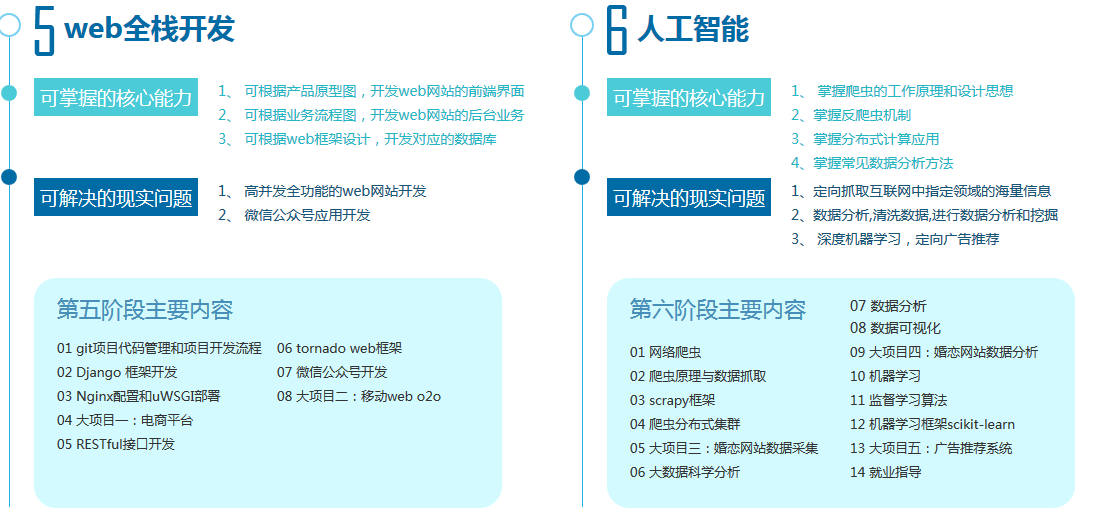 5 web全栈开发
可掌握的核心能力
1、 可根据产品原型图，开发web网站的前端界面
2、 可根据业务流程图，开发web网站的后台业务
3、 可根据web框架设计，开发对应的数据库
可解决的现实问题
1、 高并发全功能的web网站开发
2、 微信公众号应用开发
第五阶段主要内容
01 git项目代码管理和项目开发流程
02 Django 框架开发
03 Nginx配置和uWSGI部署
04 大项目一：电商平台
05 RESTful接口开发
06 tornado web框架
07 微信公众号开发
08 大项目二：移动web o2o
6 人工智能
可掌握的核心能力
1、 掌握爬虫的工作原理和设计思想
2、掌握反爬虫机制
3、掌握分布式计算应用
4、掌握常见数据分析方法
可解决的现实问题
1、定向抓取互联网中指定领域的海量信息
2、数据分析,清洗数据,进行数据分析和挖掘
3、 深度机器学习，定向广告推荐
第六阶段主要内容
01 网络爬虫
02 爬虫原理与数据抓取
03 scrapy框架
04 爬虫分布式集群
05 大项目三：婚恋网站数据采集
06 大数据科学分析
07 数据分析
08 数据可视化
09 大项目四：婚恋网站数据分析
10 机器学习
11 监督学习算法
12 机器学习框架scikit-learn
13 大项目五：广告推荐系统
14 就业指导